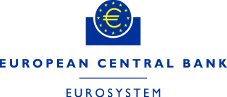 €
EUROPEAN CENTRAL BANK
EUROSYSTEM